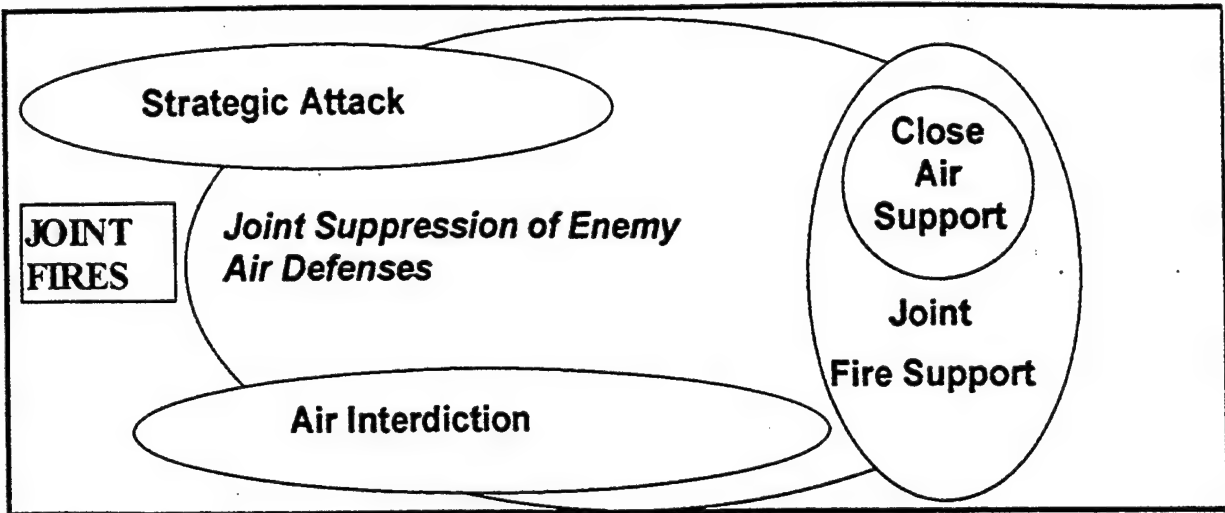 Strategic Attack
JOINT
FIRES
Joint Suppression of Enemy
Air Defenses
Close
Air
Support
Joint
Fire Support
Air Interdiction